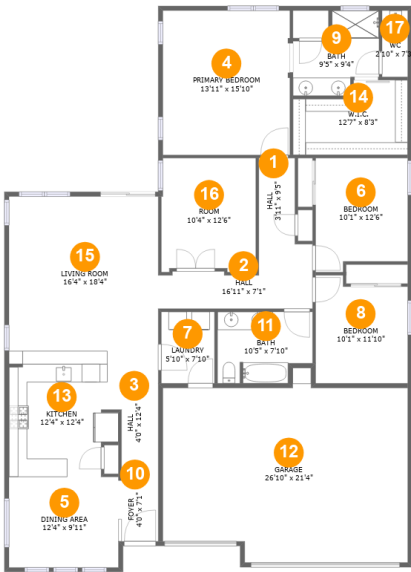 9
BATH
9'5" x 9'4"
17
WC
2'10" x 7'3
4
PRIMARY BEDROOM
13'11" x 15'10"
14
W.I.C.
12'7" x 8'3"
1
HALL
3'11" x 9'5"
16
ROOM
10'4" x 12'6"
6
BEDROOM
10'1" x 12'6"
15
LIVING ROOM
16'4" x 18'4"
2
HALL
16'11" x 7'1"
8
BEDROOM
10'1" x 11'10"
7
LAUNDRY
5'10" x 7'10"
11
BATH
10'5" x 7'10"
3
HALL
4'0" x 12'4"
13
KITCHEN
12'4" x 12'4"
12
GARAGE
26'10" x 21'4"
10
FOYER
4'0" x 7'1"
5
DINING AREA
12'4" x 9'11"